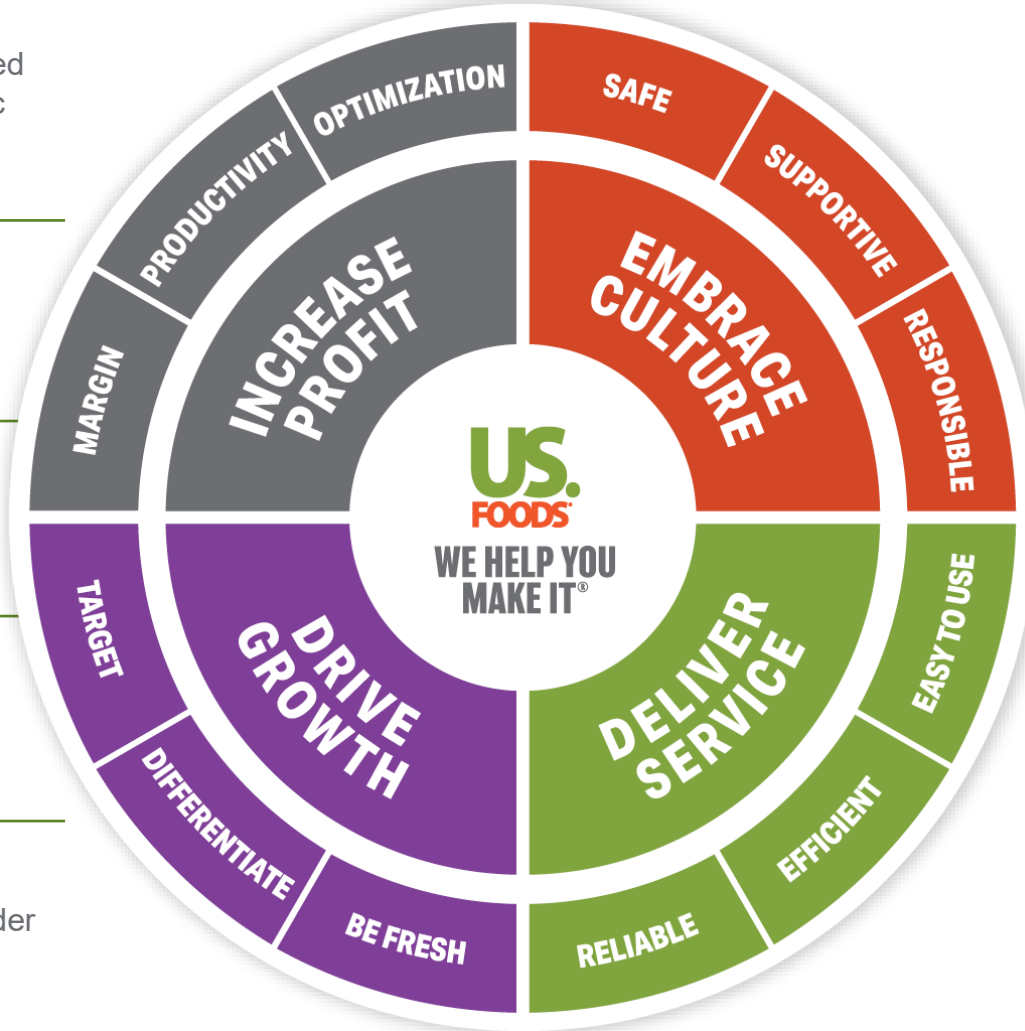 OPTIMIZATION
PRODUCTIVITY
MARGIN
INCREASE
PROFIT
SAFE
SUPPORTIVE
RESPONSIBLE
EMBRACE
CULTURE
US.
FOODS®
WE HELP YOU
MAKE IT®
TARGET
DIFFERENTIATE
BE FRESH
DRIVE
GROWTH
EASY TO USE
EFFICIENT
RELIABLE
DELIVER
SERVICE